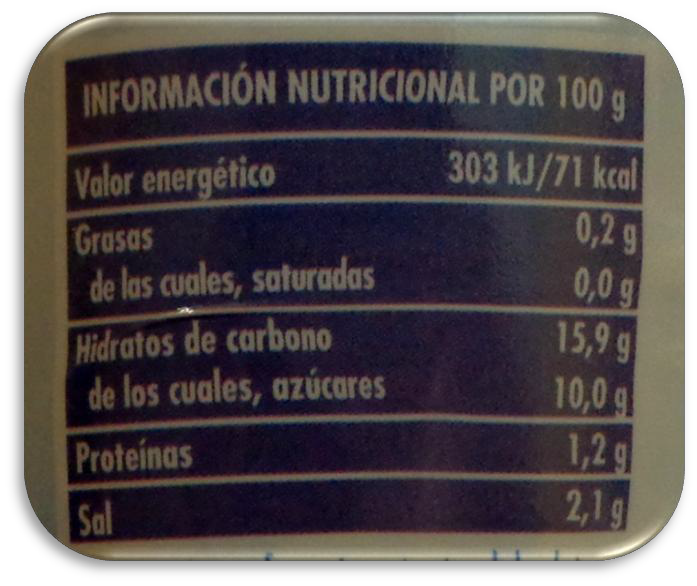 INFORMACIÓN NUTRICIONAL POR 100 g
Valor energético 303 kJ/71 kcal
Grasas 0,2 g
de las cuales, saturadas 0,0 g
Hidratos de carbono 15,9 g
de los cuales, azúcares 10,0 g
Proteínas 1,2 g
Sal 2,1 g